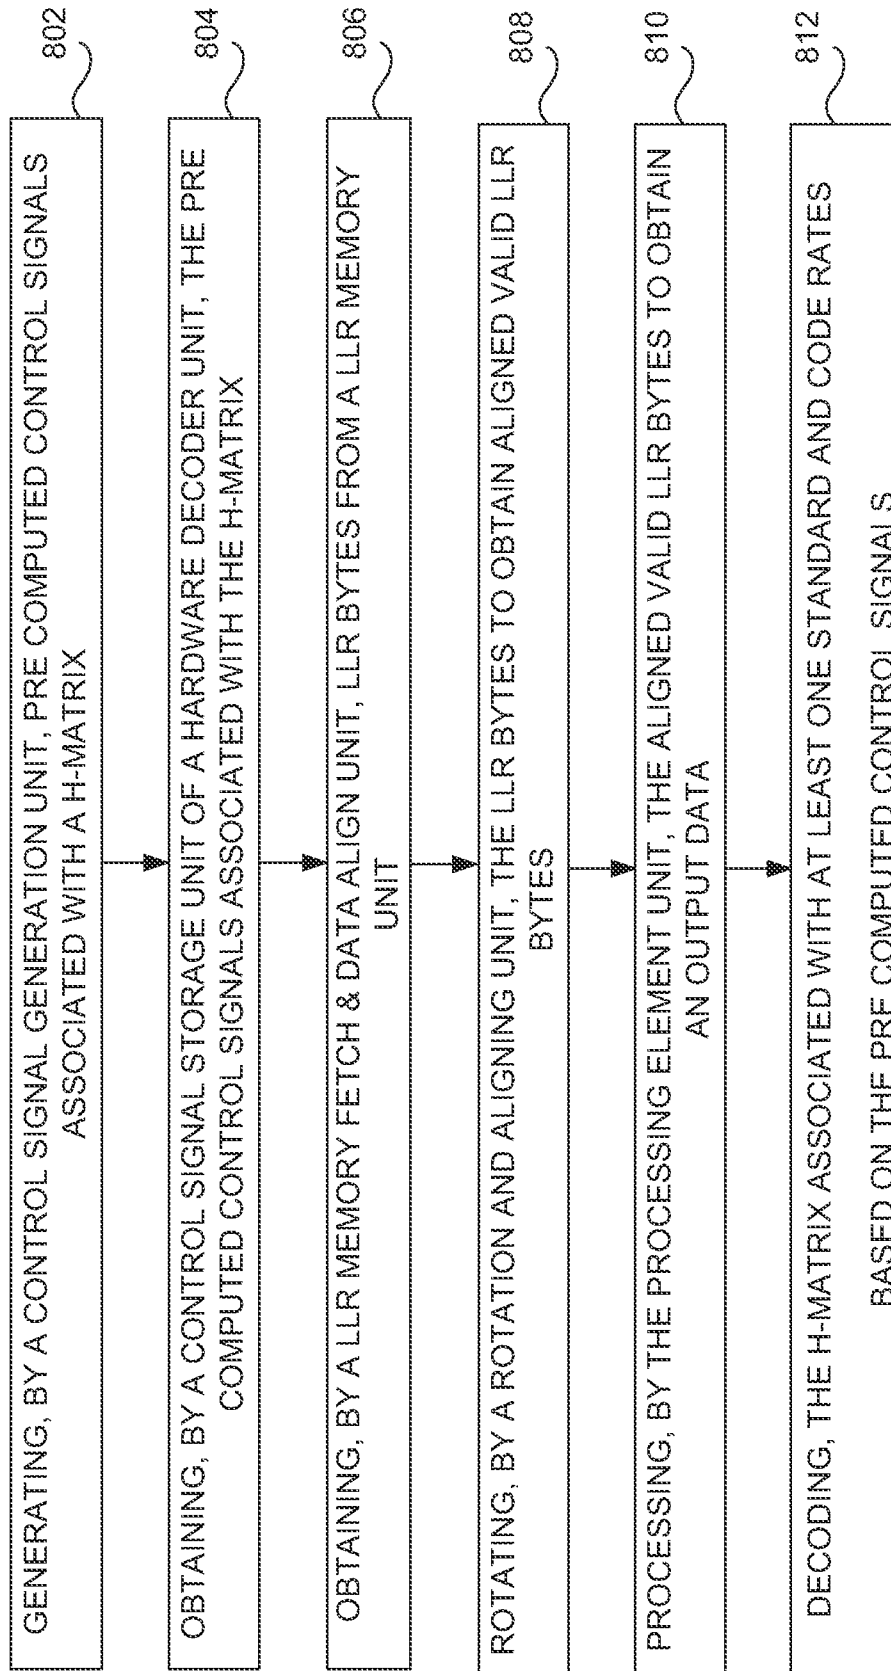 802
GENERATING, BY A CONTROL SIGNAL GENERATION UNIT, PRE COMPUTED CONTROL SIGNALS
ASSOCIATED WITH A H-MATRIX
804
OBTAINING, BY A CONTROL SIGNAL STORAGE UNIT OF A HARDWARE DECODER UNIT, THE PRE
COMPUTED CONTROL SIGNALS ASSOCIATED WITH THE H-MATRIX
806
OBTAINING, BY A LLR MEMORY FETCH & DATA ALIGN UNIT, LLR BYTES FROM A LLR MEMORY
UNIT
808
ROTATING, BY A ROTATION AND ALIGNING UNIT, THE LLR BYTES TO OBTAIN ALIGNED VALID LLR
BYTES
810
PROCESSING, BY THE PROCESSING ELEMENT UNIT, THE ALIGNED VALID LLR BYTES TO OBTAIN
AN OUTPUT DATA
812
DECODING, THE H-MATRIX ASSOCIATED WITH AT LEAST ONE STANDARD AND CODE RATES
BASED ON THE PRE COMPUTED CONTROL SIGNALS